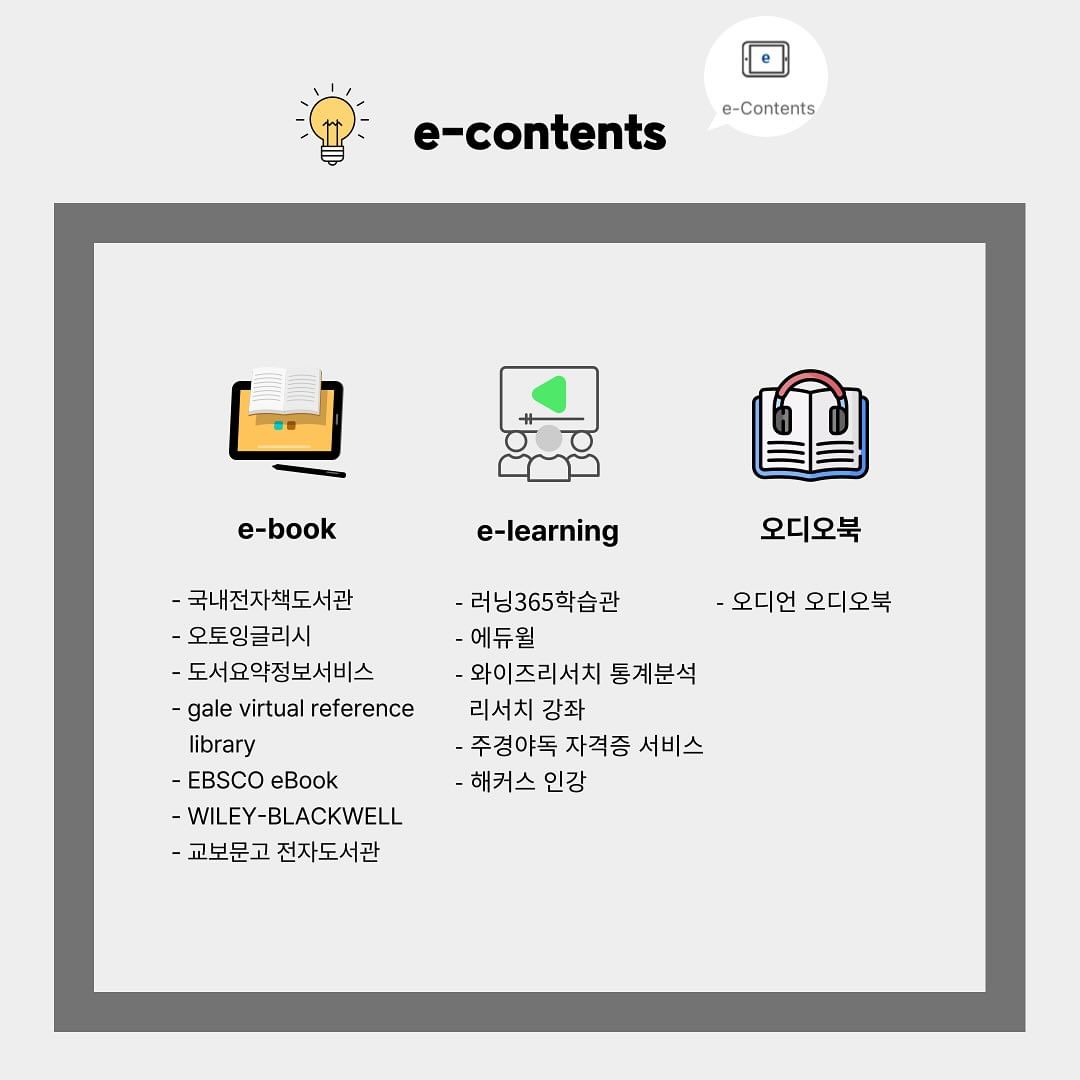 e
e-Contents
e-contents
e-book
- 국내전자책도서관
- 오토잉글리시
- 도서요약정보서비스
- gale virtual reference
library
- EBSCO eBook
- WILEY-BLACKWELL
- 교보문고 전자도서관
e-learning
- 러닝365학습관
- 에듀윌
- 와이즈리서치 통계분석
리서치 강좌
- 주경야독 자격증 서비스
- 해커스 인강
오디오북
- 오디언 오디오북